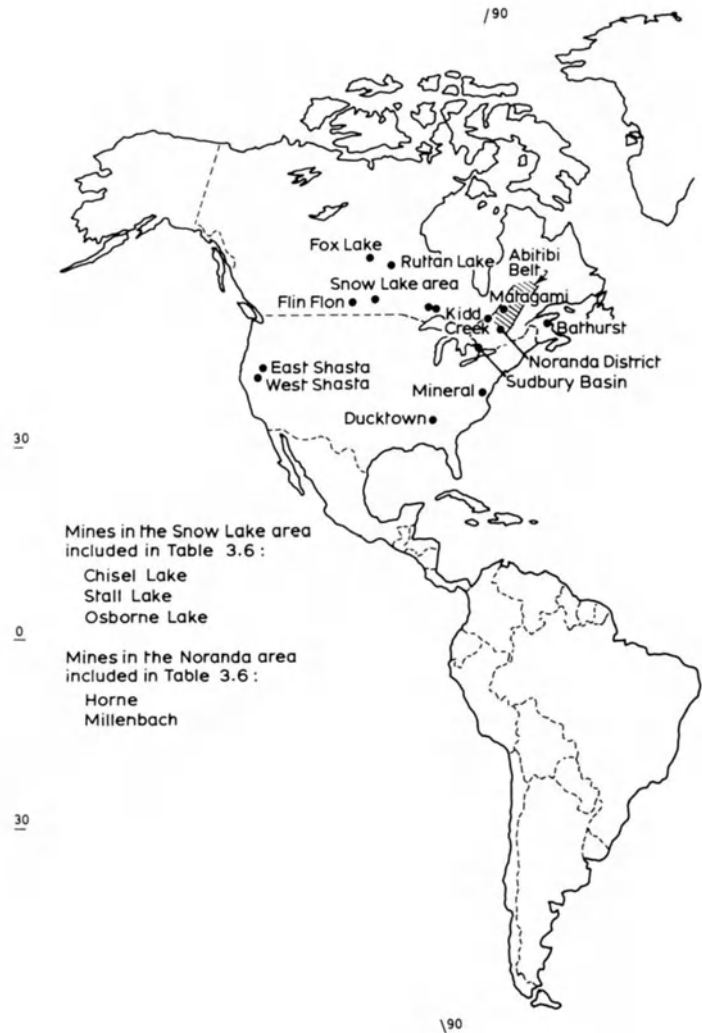 /90
Fox Lake
Ruttan Lake
Abitibi
Belt
Snow Lake area
Matagami
Flin Flon
Kidd
Creek
Bathurst
Noranda District
East Shasta
Sudbury Basin
West Shasta
Mineral
Ducktown
30
Mines in the Snow Lake area
included in Table 3.6 :
Chisel Lake
Stall Lake
Osborne Lake
0
Mines in the Noranda area
included in Table 3.6 :
Horne
Millenbach
30
\90